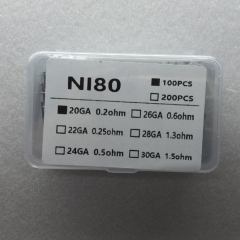 NI80
■ 100PCS
□ 200PCS
■ 20GA 0.2ohm □ 26GA 0.6ohm
□ 22GA 0.25ohm □ 28GA 1.3ohm
□ 24GA 0.5ohm □ 30GA 1.5ohm